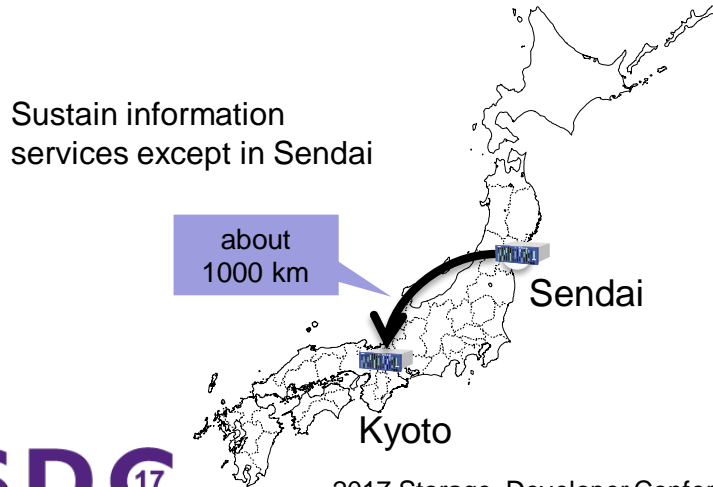 Sustain information
services except in Sendai
about
1000 km
Sendai
Kyoto
17